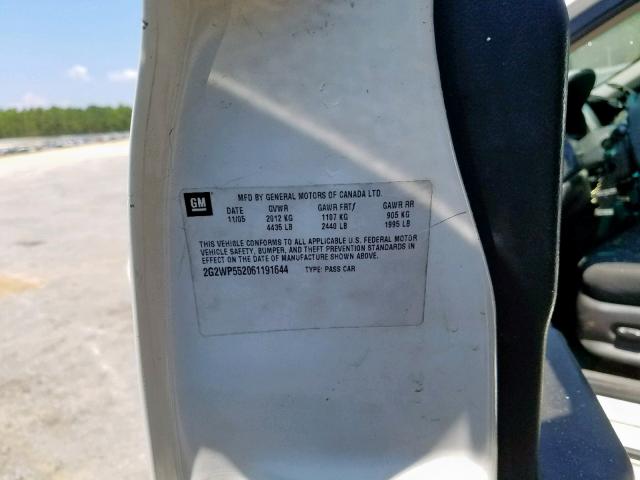 GM
MFD BY GENERAL MOTORS OF CANADA LTD.
DATE GVWR GAWR FRT GAWR RR
11/05 2012 KG 1107 KG 905 KG
4435 LB 2440 LB 1995 LB
THIS VEHICLE CONFORMS TO ALL APPLICABLE U.S. FEDERAL MOTOR
VEHICLE SAFETY, BUMPER, AND THEFT PREVENTION STANDARDS IN
EFFECT ON THE DATE OF MANUFACTURE SHOWN ABOVE.
2G2WP552061191644 TYPE: PASS CAR